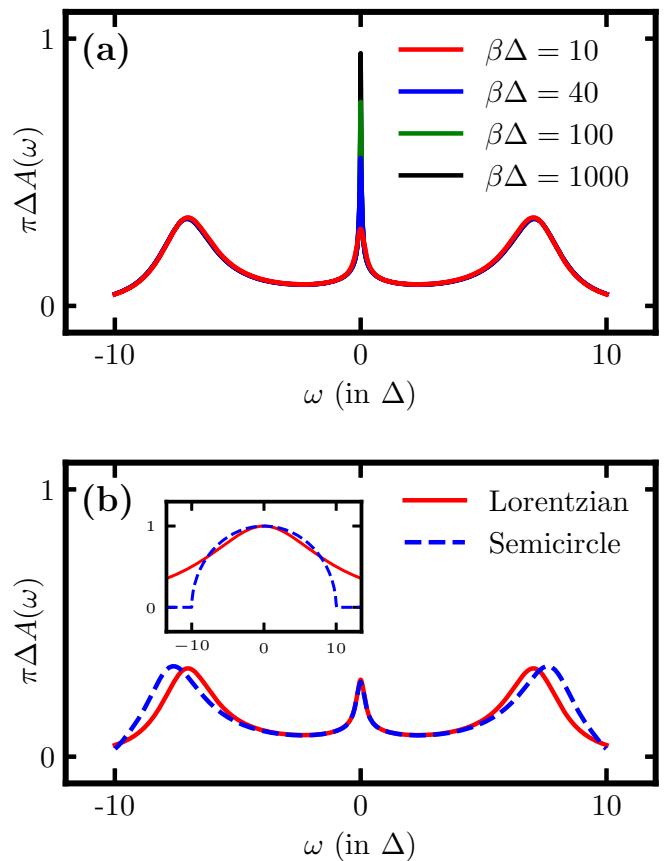 (a)
1
0
πΔA(ω)
βΔ = 10
βΔ = 40
βΔ = 100
βΔ = 1000
-10 0 10
ω (in Δ)
(b)
1
0
πΔA(ω)
Lorentzian
Semicircle
1
0
−10 0 10
-10 0 10
ω (in Δ)